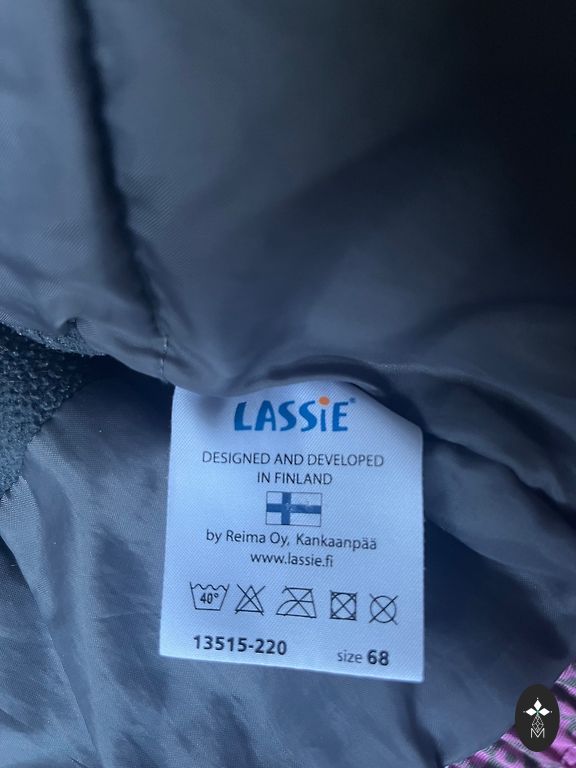 LASSiE®
DESIGNED AND DEVELOPED
IN FINLAND
by Reima Oy, Kankaanpää
www.lassie.fi
40°
13515-220 size 68
M